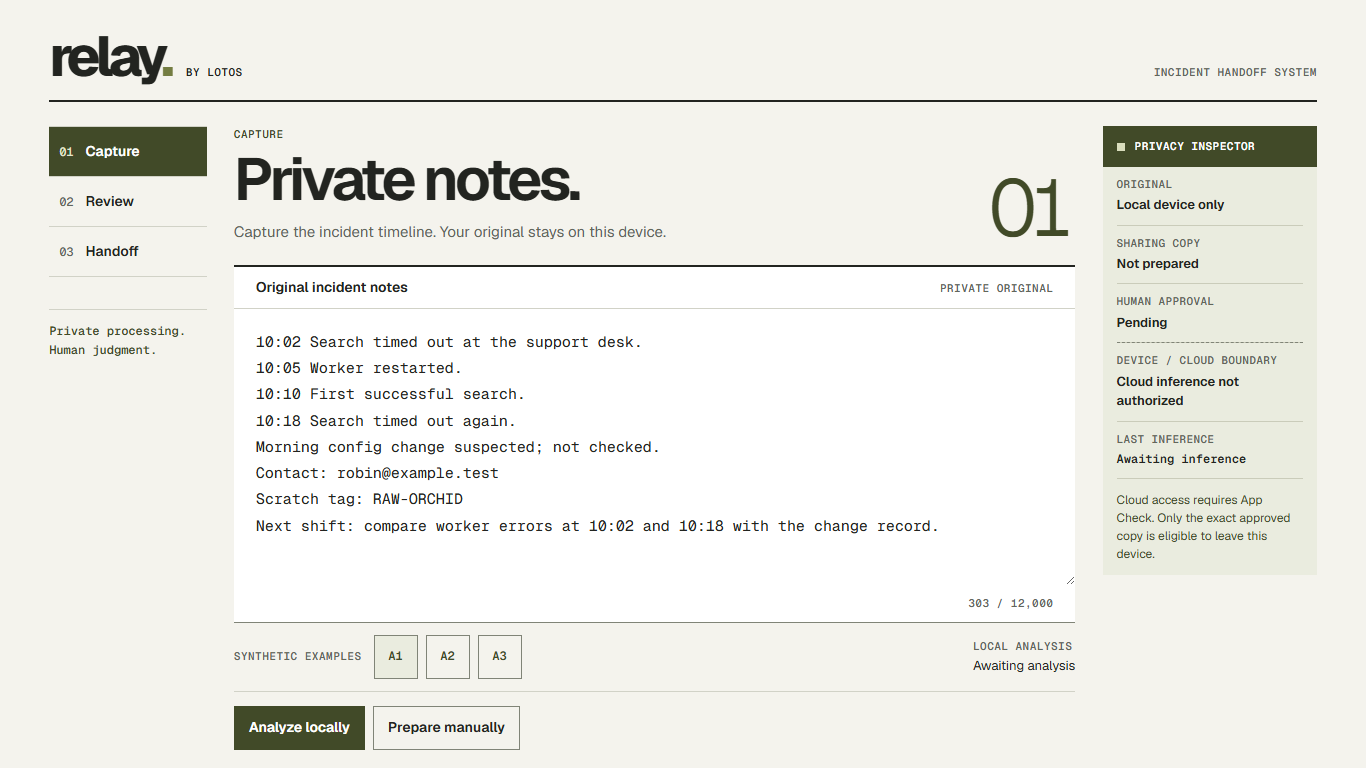 relay.
BY LOTOS
INCIDENT HANDOFF SYSTEM
01 Capture
02 Review
03 Handoff
Private processing.
Human judgment.
CAPTURE
Private notes.
Capture the incident timeline. Your original stays on this device.
01
Original incident notes
PRIVATE ORIGINAL
10:02 Search timed out at the support desk.
10:05 Worker restarted.
10:10 First successful search.
10:18 Search timed out again.
Morning config change suspected; not checked.
Contact: robin@example.test
Scratch tag: RAW-ORCHID
Next shift: compare worker errors at 10:02 and 10:18 with the change record.
303 / 12,000
SYNTHETIC EXAMPLES
A1
A2
A3
LOCAL ANALYSIS
Awaiting analysis
Analyze locally
Prepare manually
PRIVACY INSPECTOR
ORIGINAL
Local device only
SHARING COPY
Not prepared
HUMAN APPROVAL
Pending
DEVICE / CLOUD BOUNDARY
Cloud inference not
authorized
LAST INFERENCE
Awaiting inference
Cloud access requires App
Check. Only the exact approved
copy is eligible to leave this
device.